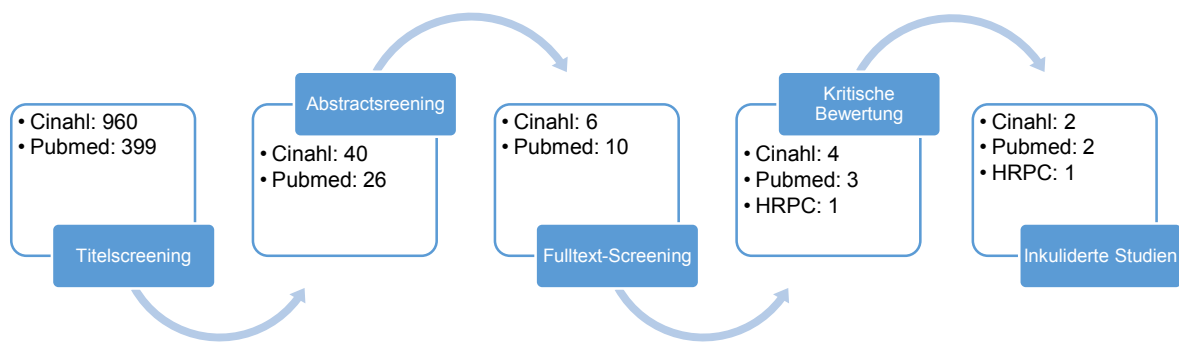 • Cinahl: 960
• Pubmed: 399
Titelscreening
Abstractsreening
• Cinahl: 40
• Pubmed: 26
• Cinahl: 6
• Pubmed: 10
Fulltext-Screening
Kritische
Bewertung
• Cinahl: 4
• Pubmed: 3
• HRPC: 1
• Cinahl: 2
• Pubmed: 2
• HRPC: 1
Inkuliderte Studien